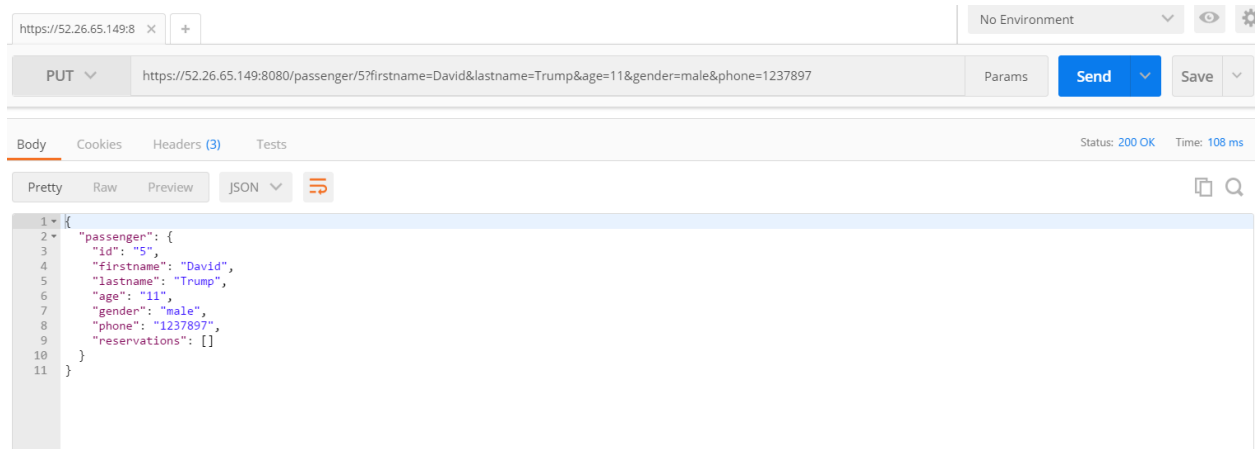 https://52.26.65.149:8 × +
No Environment
PUT https://52.26.65.149:8080/passenger/5?firstname=David&lastname=Trump&age=11&gender=male&phone=1237897 Params Send Save
Body Cookies Headers (3) Tests Status: 200 OK Time: 108 ms
Pretty Raw Preview JSON
1 {
2 "passenger": {
3 "id": "5",
4 "firstname": "David",
5 "lastname": "Trump",
6 "age": "11",
7 "gender": "male",
8 "phone": "1237897",
9 "reservations": []
10 }
11 }